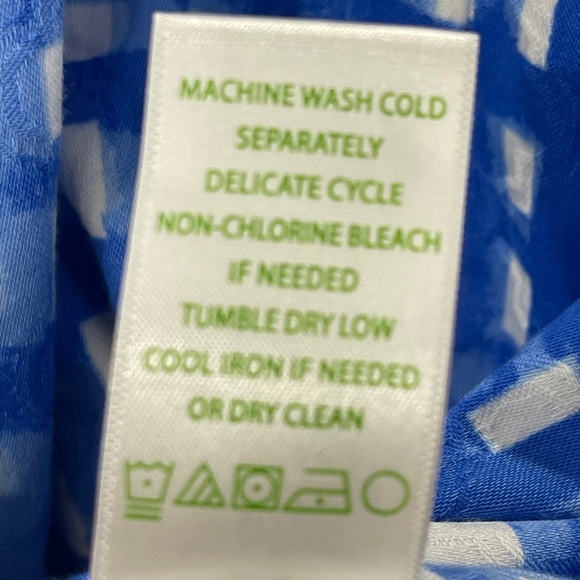 MACHINE WASH COLD
SEPARATELY
DELICATE CYCLE
NON-CHLORINE BLEACH
IF NEEDED
TUMBLE DRY LOW
COOL IRON IF NEEDED
OR DRY CLEAN